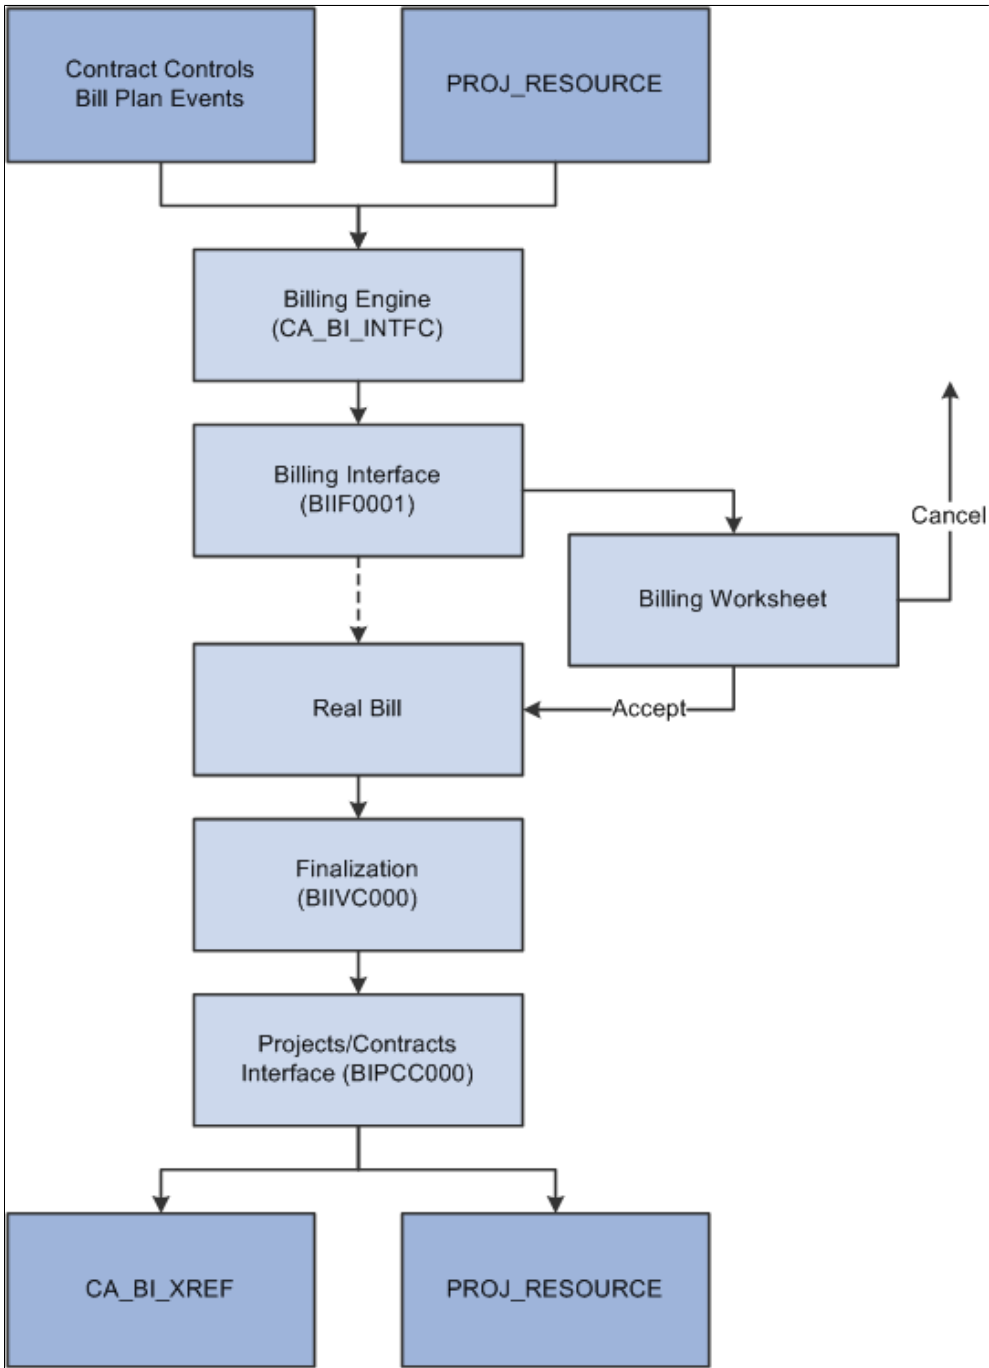 Contract Controls
Bill Plan Events
PROJ_RESOURCE
Billing Engine
(CA_BI_INTFC)
Billing Interface
(BIIF0001)
Cancel
Billing Worksheet
Real Bill
Accept
Finalization
(BIIVC000)
Projects/Contracts
Interface (BIPCC000)
CA_BI_XREF
PROJ_RESOURCE